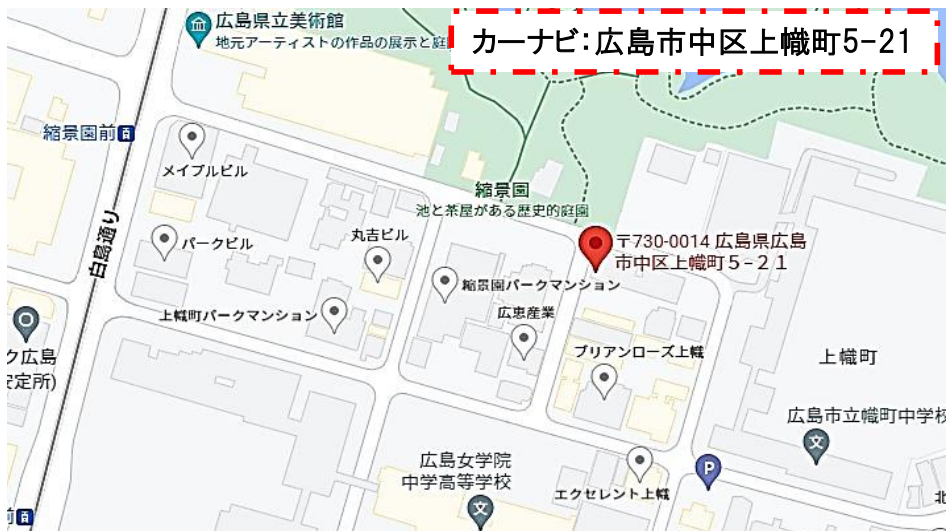 広島県立美術館
地元アーティストの作品の展示と庭
カーナビ:広島市中区上幟町5-21
縮景園前
メイプルビル
縮景園
池と茶屋がある歴史的庭園
白島通り
パークビル
丸吉ビル
〒730-0014 広島県広島
市中区上幟町5-21
縮景園パークマンション
上幟町パークマンション
広恵産業
ク広島
安定所)
ブリアンローズ上幟
上幟町
広島市立幟町中学校
広島女学院
中学高等学校
エクセレント上幟
P
文
文
北
前